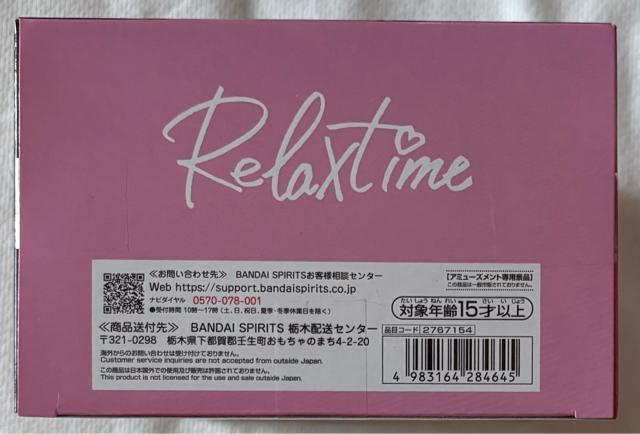 Relaxtime
≪お問い合わせ先≫ BANDAI SPIRITSお客様相談センター
Web https://support.bandaispirits.co.jp
ナビダイヤル 0570-078-001
●受付時間 10時〜17時(土、日、祝日、夏季・冬季休業日を除く)
≪商品送付先≫ BANDAI SPIRITS 栃木配送センター
〒321-0298 栃木県下都賀郡壬生町おもちゃのまち4-2-20
海外からのお問い合わせは受け付けておりません。
Customer service inquiries are not accepted from outside Japan.
この商品は日本国外での使用及び販売は許諾されておりません。
This product is not licensed for the use and sale outside Japan.
[アミューズメント専用景品]
この商品は一般市販されておりません。
たいしょうねんれい さいいじょう
対象年齢15才以上
品目コード 2767154
4 983164 284645